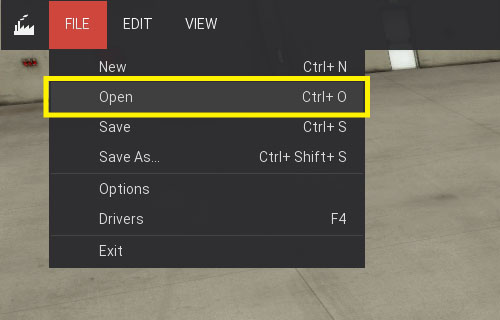 FILE EDIT VIEW
New Ctrl+ N
Open Ctrl+ O
Save Ctrl+ S
Save As... Ctrl+ Shift+ S
Options
Drivers F4
Exit